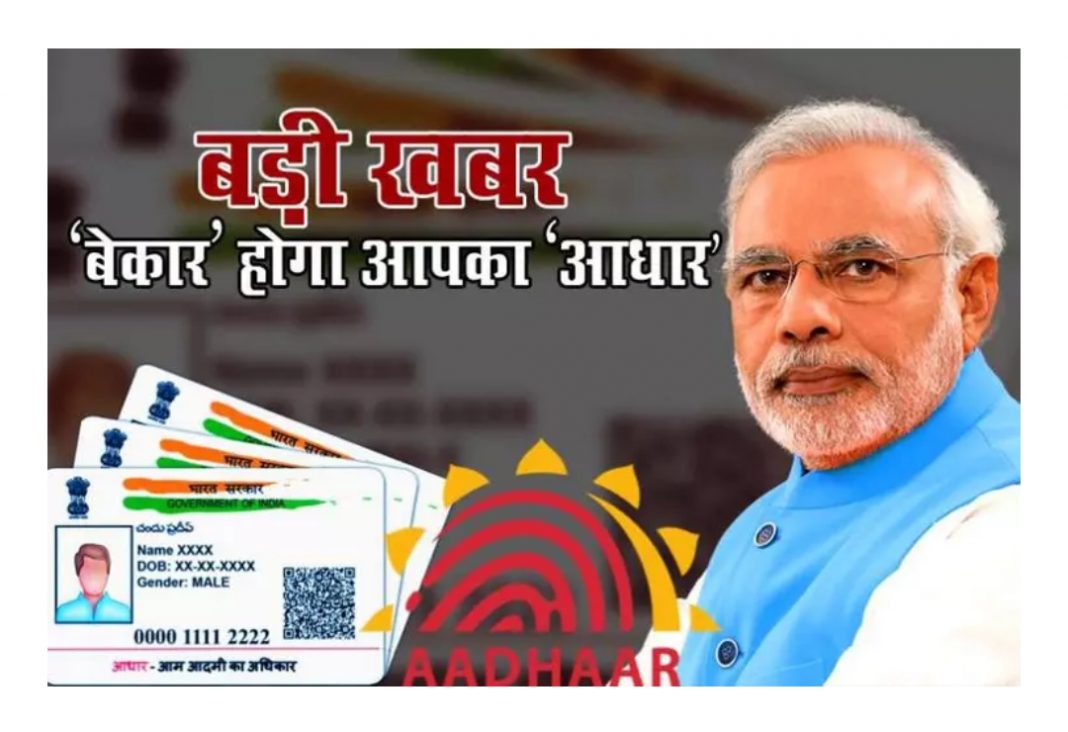 बड़ी खबर
‘बेकार’ होगा आपका ‘आधार’
भारत सरकार
भारत सरकार
भारत सरकार
GOVERNMENT OF INDIA
చందు ప్రదీప్
Name XXXX
DOB: XX-XX-XXXX
Gender: MALE
0000 1111 2222
आधार - आम आदमी का अधिकार
AADHAAR